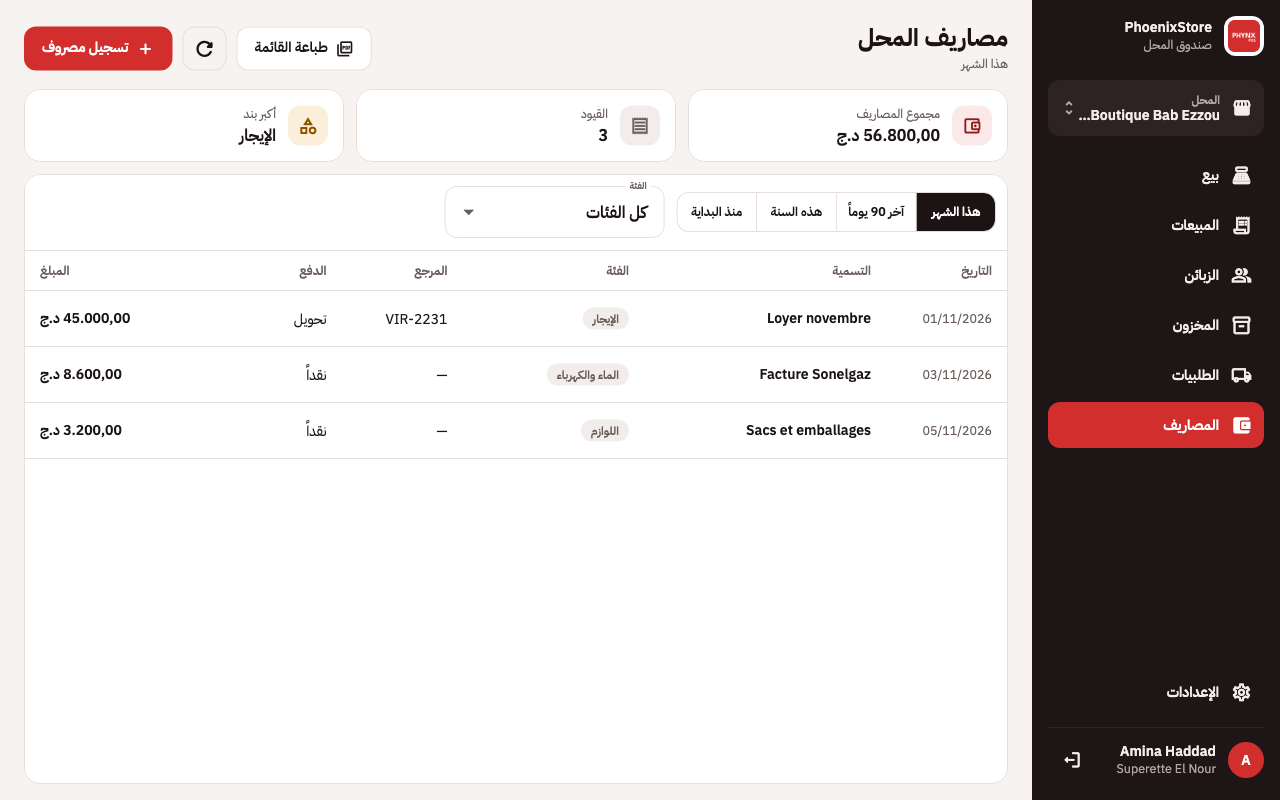 PHYNX
POS
PhoenixStore
صندوق المحل
المحل
Boutique Bab Ezzou...
بيع
المبيعات
الزبائن
المخزون
الطلبيات
المصاريف
الإعدادات
A
Amina Haddad
Superette El Nour
مصاريف المحل
هذا الشهر
طباعة القائمة
تسجيل مصروف
مجموع المصاريف
56.800,00 د.ج
القيود
3
أكبر بند
الإيجار
هذا الشهر
آخر 90 يوماً
هذه السنة
منذ البداية
الفئة
كل الفئات
التاريخ التسمية الفئة المرجع الدفع المبلغ
01/11/2026 Loyer novembre الإيجار VIR-2231 تحويل 45.000,00 د.ج
03/11/2026 Facture Sonelgaz الماء والكهرباء — نقداً 8.600,00 د.ج
05/11/2026 Sacs et emballages اللوازم — نقداً 3.200,00 د.ج